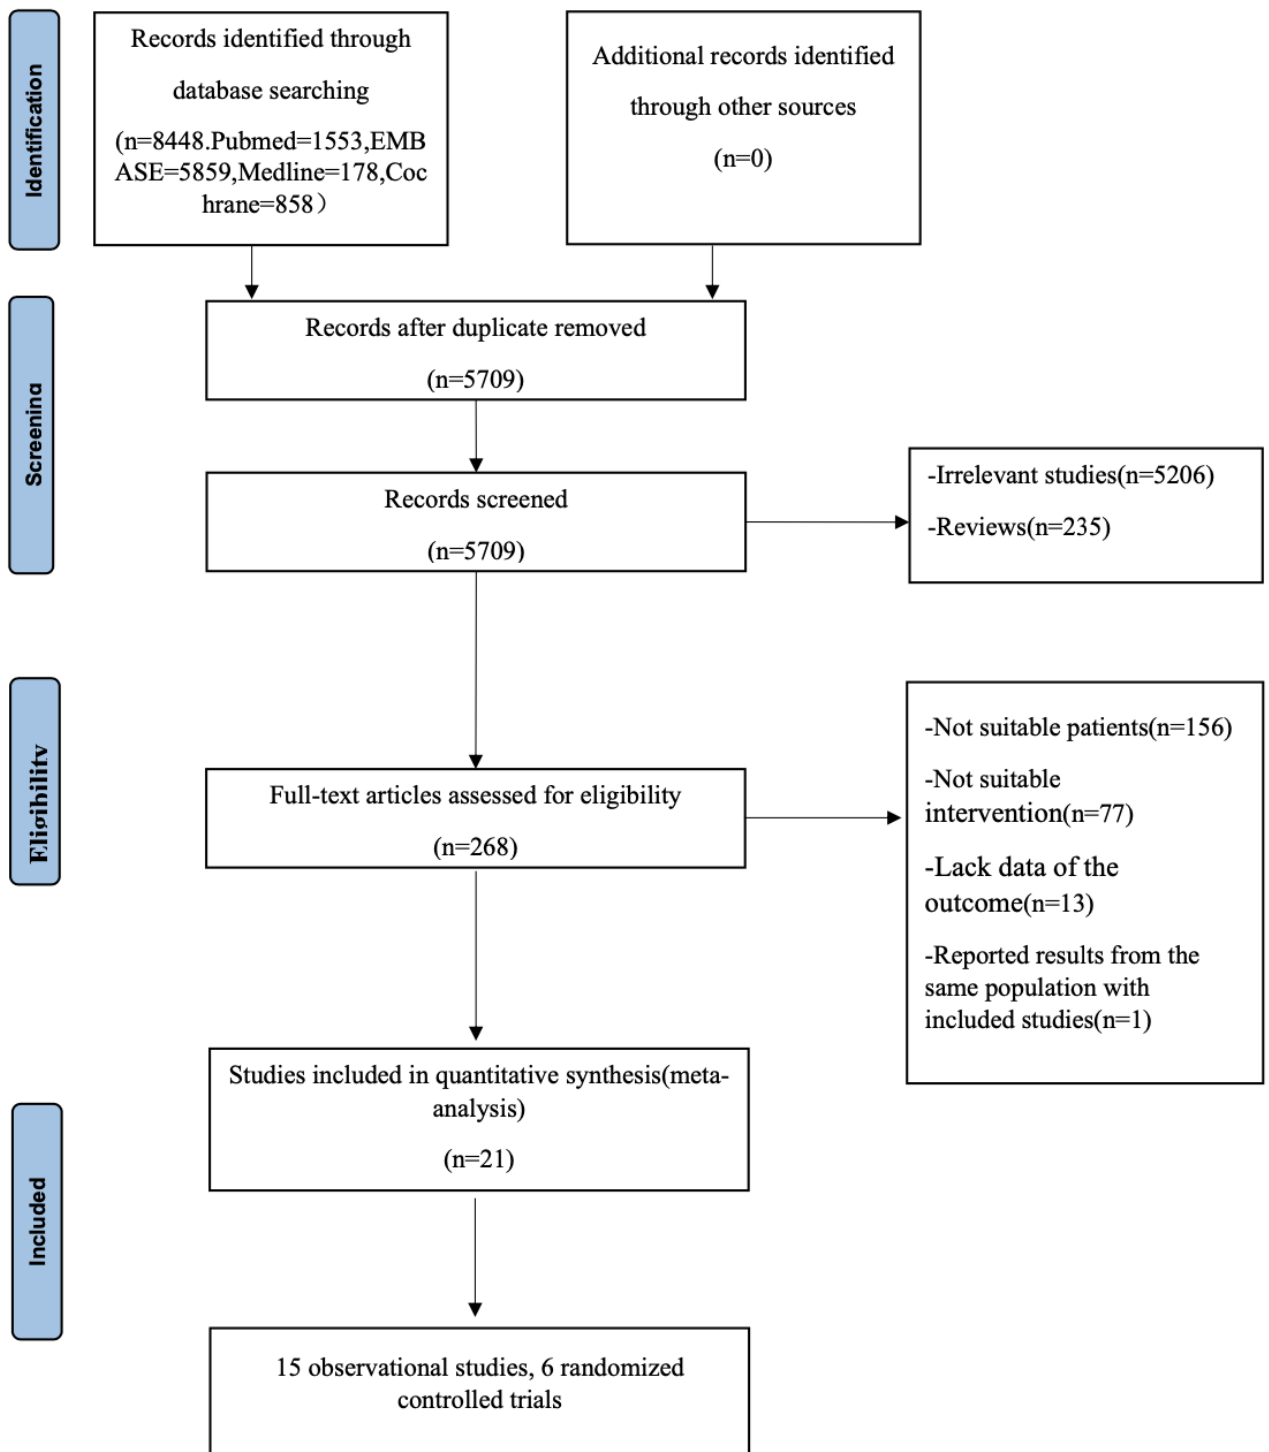 Identification
Records identified through
database searching
(n=8448.Pubmed=1553,EMB
ASE=5859,Medline=178,Coc
hrane=858）
Additional records identified
through other sources
(n=0)
Screening
Records after duplicate removed
(n=5709)
Records screened
(n=5709)
-Irrelevant studies(n=5206)
-Reviews(n=235)
Eligibility
Full-text articles assessed for eligibility
(n=268)
-Not suitable patients(n=156)
-Not suitable
intervention(n=77)
-Lack data of the
outcome(n=13)
-Reported results from the
same population with
included studies(n=1)
Included
Studies included in quantitative synthesis(meta-
analysis)
(n=21)
15 observational studies, 6 randomized
controlled trials